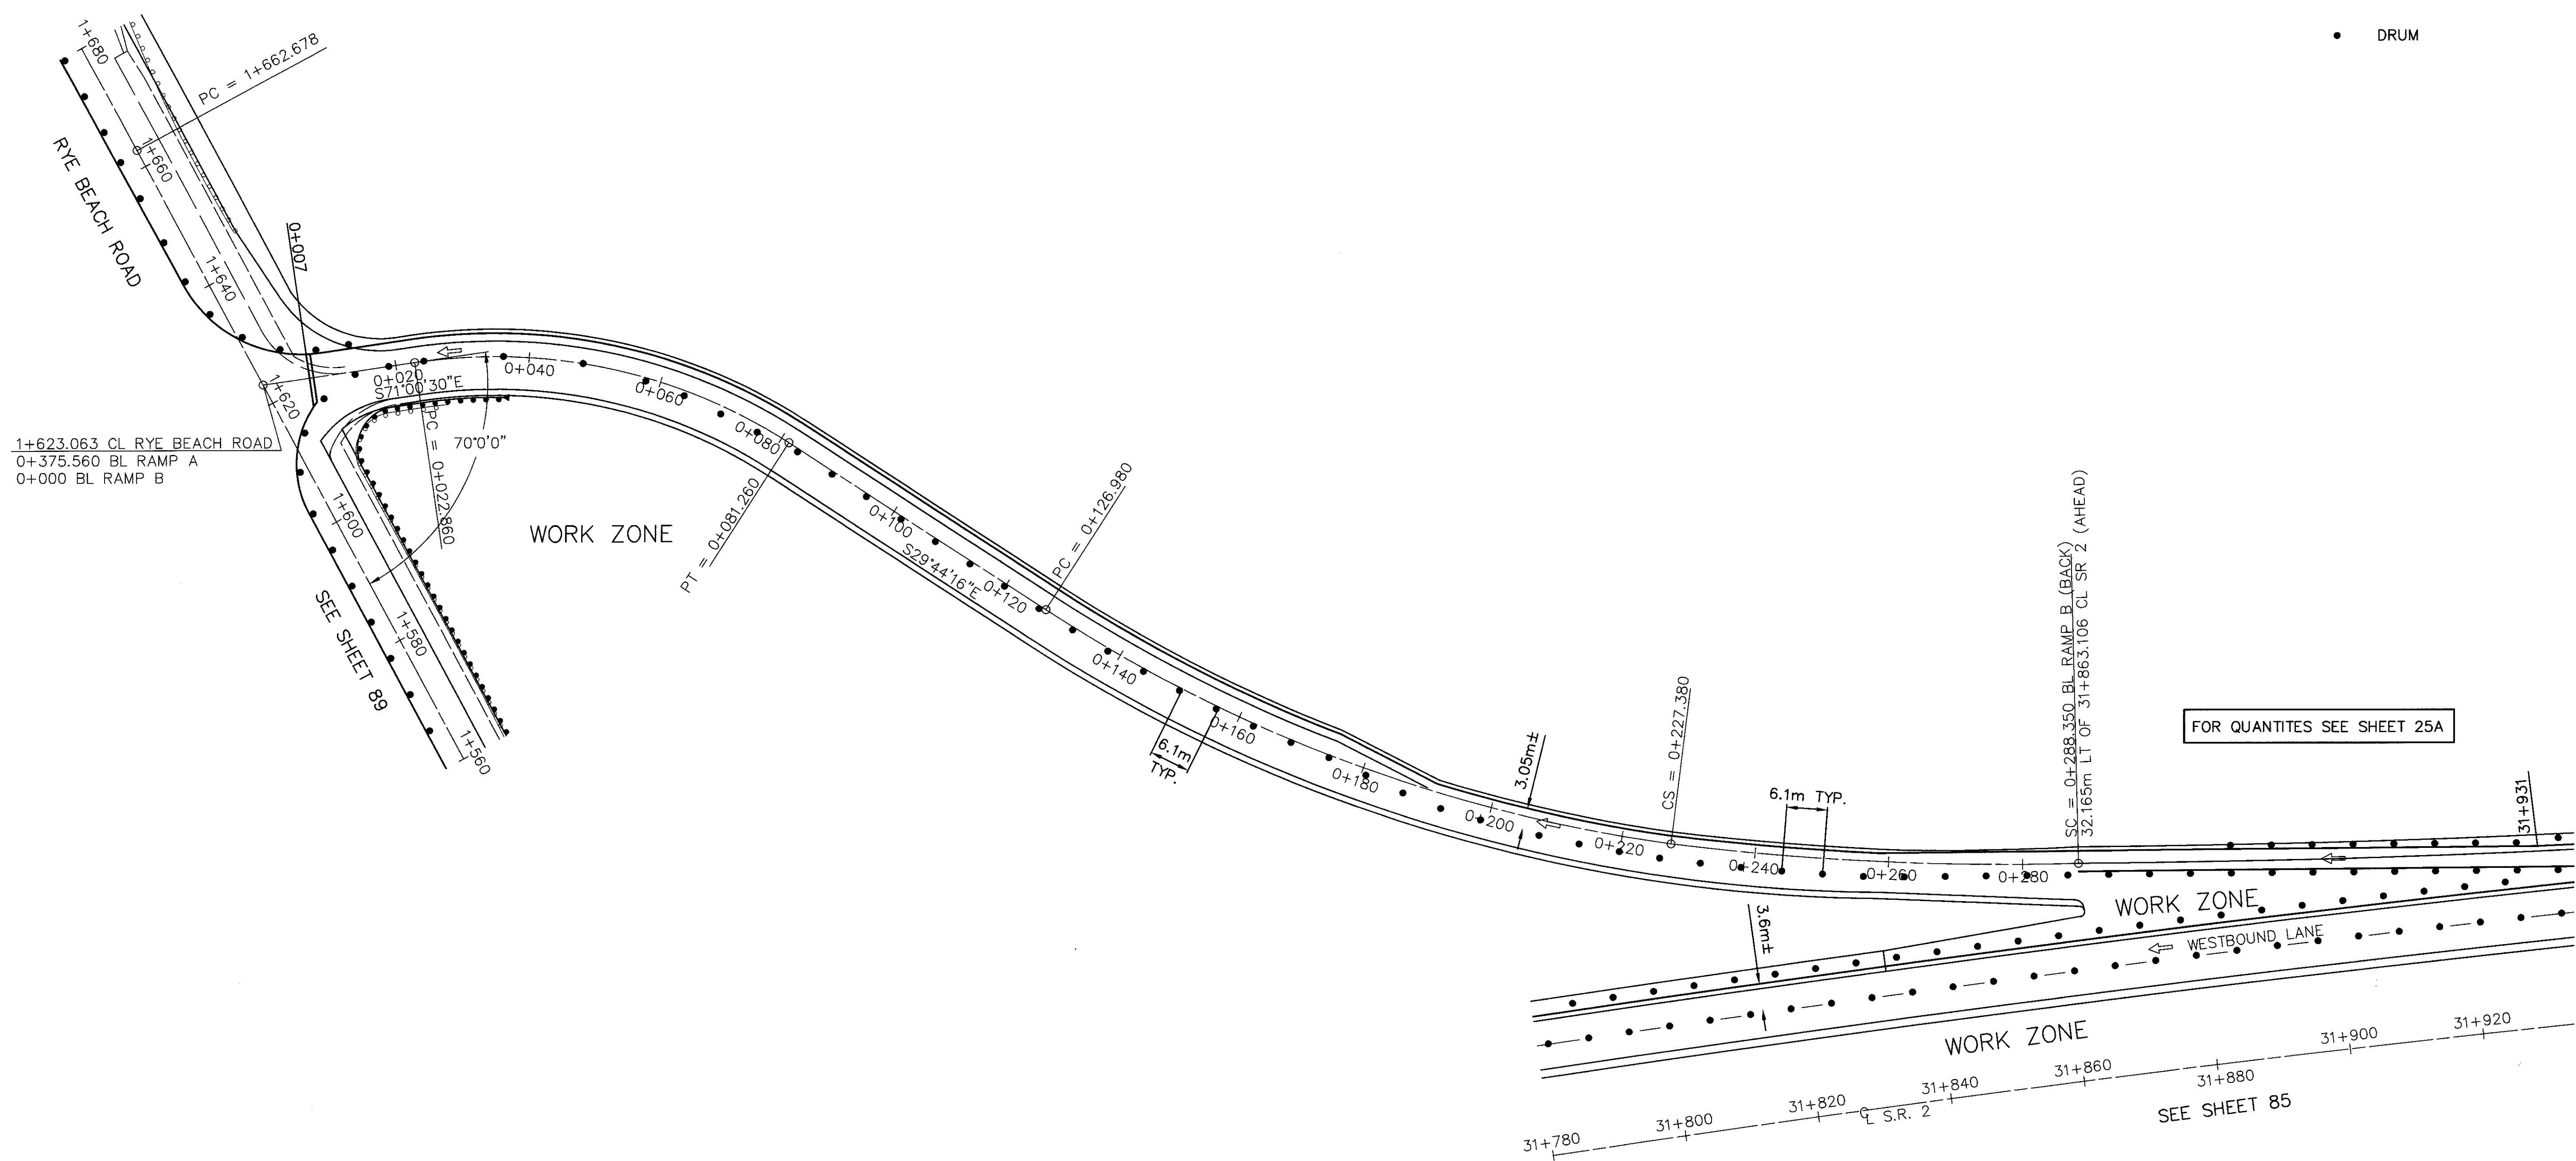 DRUM
1+680
PC = 1+662.678
1+660
RYE BEACH ROAD
1+640
0+007
1+620
0+020
S71°00'30"E
0+040
0+060
0+080
PC = 0+022.860
70°0'0"
1+623.063 CL RYE BEACH ROAD
0+375.560 BL RAMP A
0+000 BL RAMP B
1+600
WORK ZONE
PT = 0+081.260
0+100
S29°44'16"E
0+120
PC = 0+126.980
1+580
SEE SHEET 89
1+560
0+140
0+160
6.1m
TYP.
0+180
0+200
3.05m±
0+220
CS = 0+227.380
0+240
6.1m TYP.
0+260
0+280
SC = 0+288.350 BL RAMP B (BACK)
32.165m LT OF 31+863.106 CL SR 2 (AHEAD)
FOR QUANTITES SEE SHEET 25A
31+931
WORK ZONE
3.6m±
WESTBOUND LANE
WORK ZONE
31+780
31+800
31+820
℄ S.R. 2
31+840
31+860
31+880
31+900
31+920
SEE SHEET 85